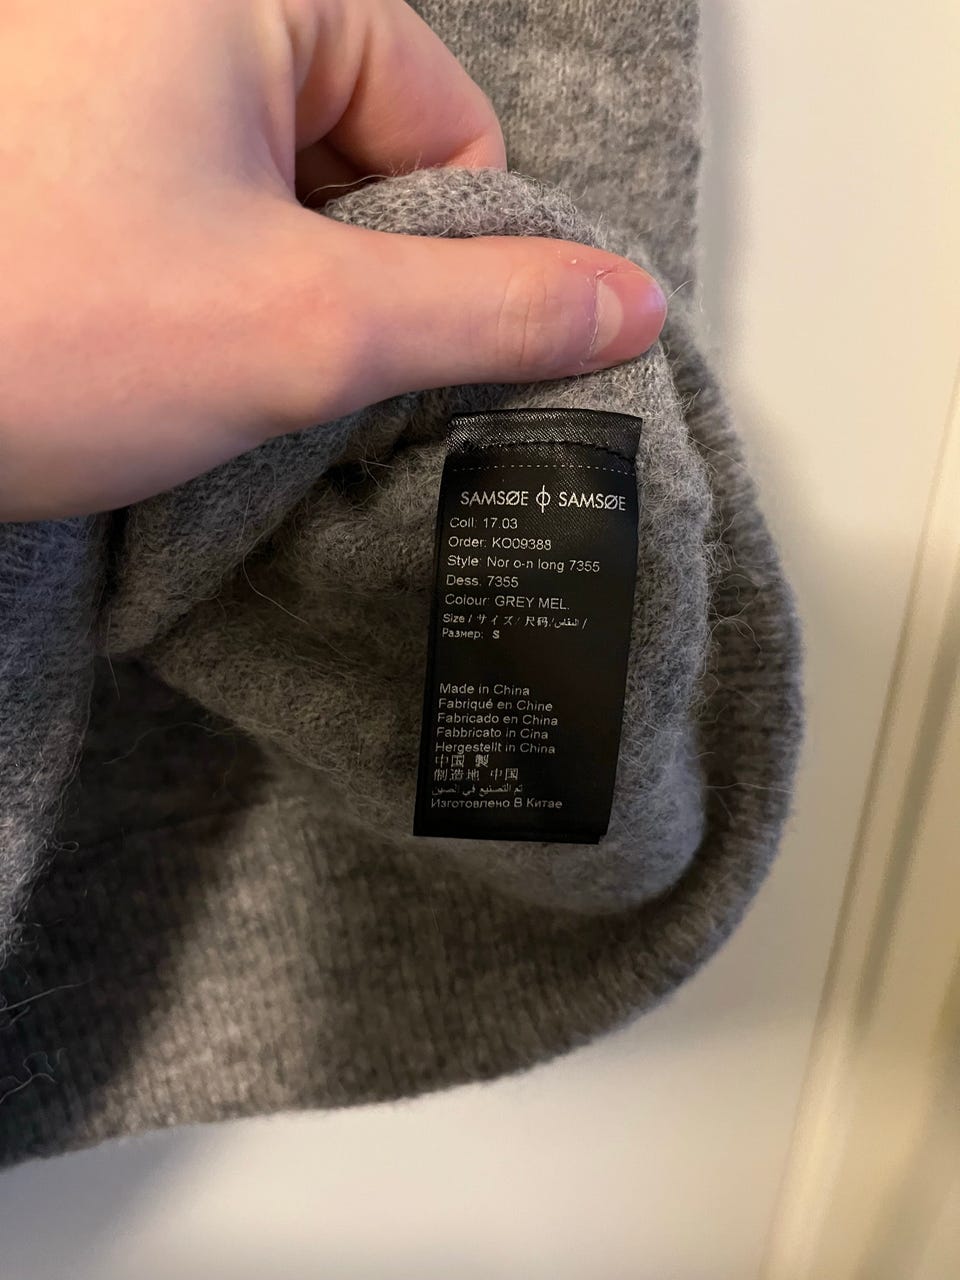 SAMSØE ϕ SAMSØE
Coll: 17.03
Order: KO09388
Style: Nor o-n long 7355
Dess. 7355
Colour: GREY MEL.
Size / サイズ / 尺码 / المقاس /
Размер: S
Made in China
Fabriqué en Chine
Fabricado en China
Fabbricato in Cina
Hergestellt in China
中国 製
制造地 中国
تم التصنيع في الصين
Изготовлено В Китае